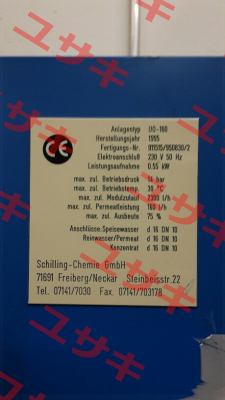 CE
Anlagentyp UO-160
Herstellungsjahr 1995
Fertigungs-Nr. 911515/950830/2
Elektroanschluß 230 V 50 Hz
Leistungsaufnahme 0.55 kW
max. zul. Betriebsdruck 14 bar
max. zul. Betriebstemp. 30 °C
max. zul. Modulzulauf 2300 l/h
max. zul. Permeatleistung 160 l/h
max. zul. Ausbeute 75 %
Anschlüsse: Speisewasser d 16 DN 10
Reinwasser/Permeat d 16 DN 10
Konzentrat d 16 DN 10
Schilling-Chemie GmbH
71691 Freiberg/Neckar Steinbeisstr.22
Tel. 07141/7030 Fax. 07141/703178
ユサキ
ユサキ
ユサキ
ユサキ